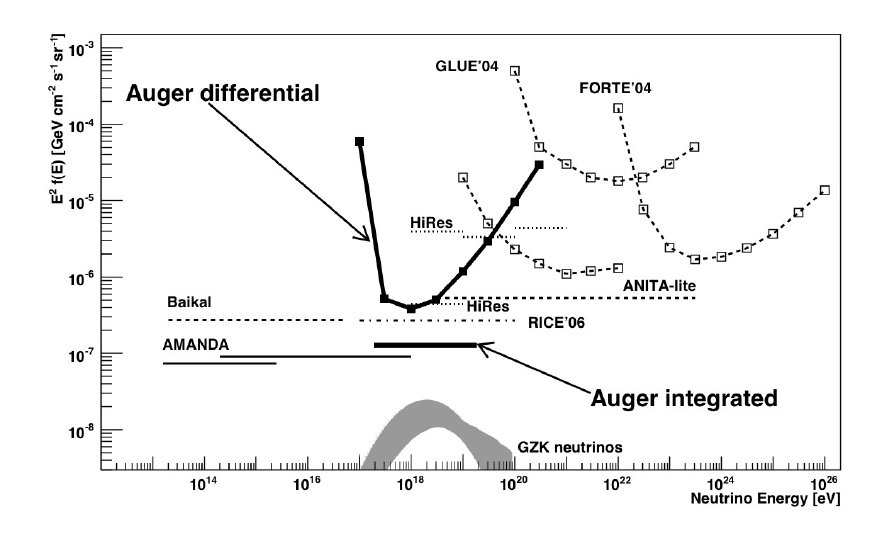 E² f(E) [GeV cm⁻² s⁻¹ sr⁻¹]
10⁻³
10⁻⁴
10⁻⁵
10⁻⁶
10⁻⁷
10⁻⁸
GLUE'04
FORTE'04
Auger differential
HiRes
ANITA-lite
Baikal
HiRes
RICE'06
AMANDA
Auger integrated
GZK neutrinos
10¹⁴
10¹⁶
10¹⁸
10²⁰
10²²
10²⁴
10²⁶
Neutrino Energy [eV]